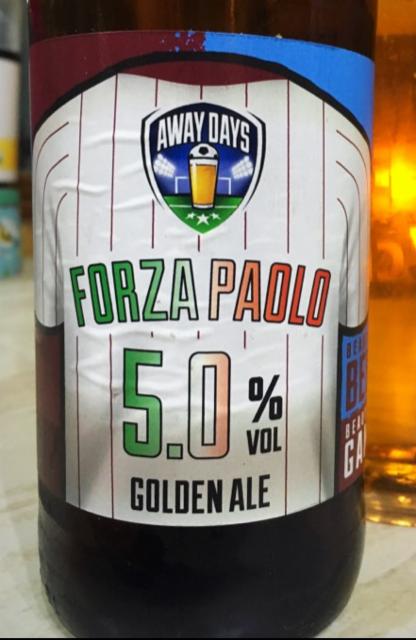 AWAY DAYS
FORZA PAOLO
5.0 % VOL
GOLDEN ALE